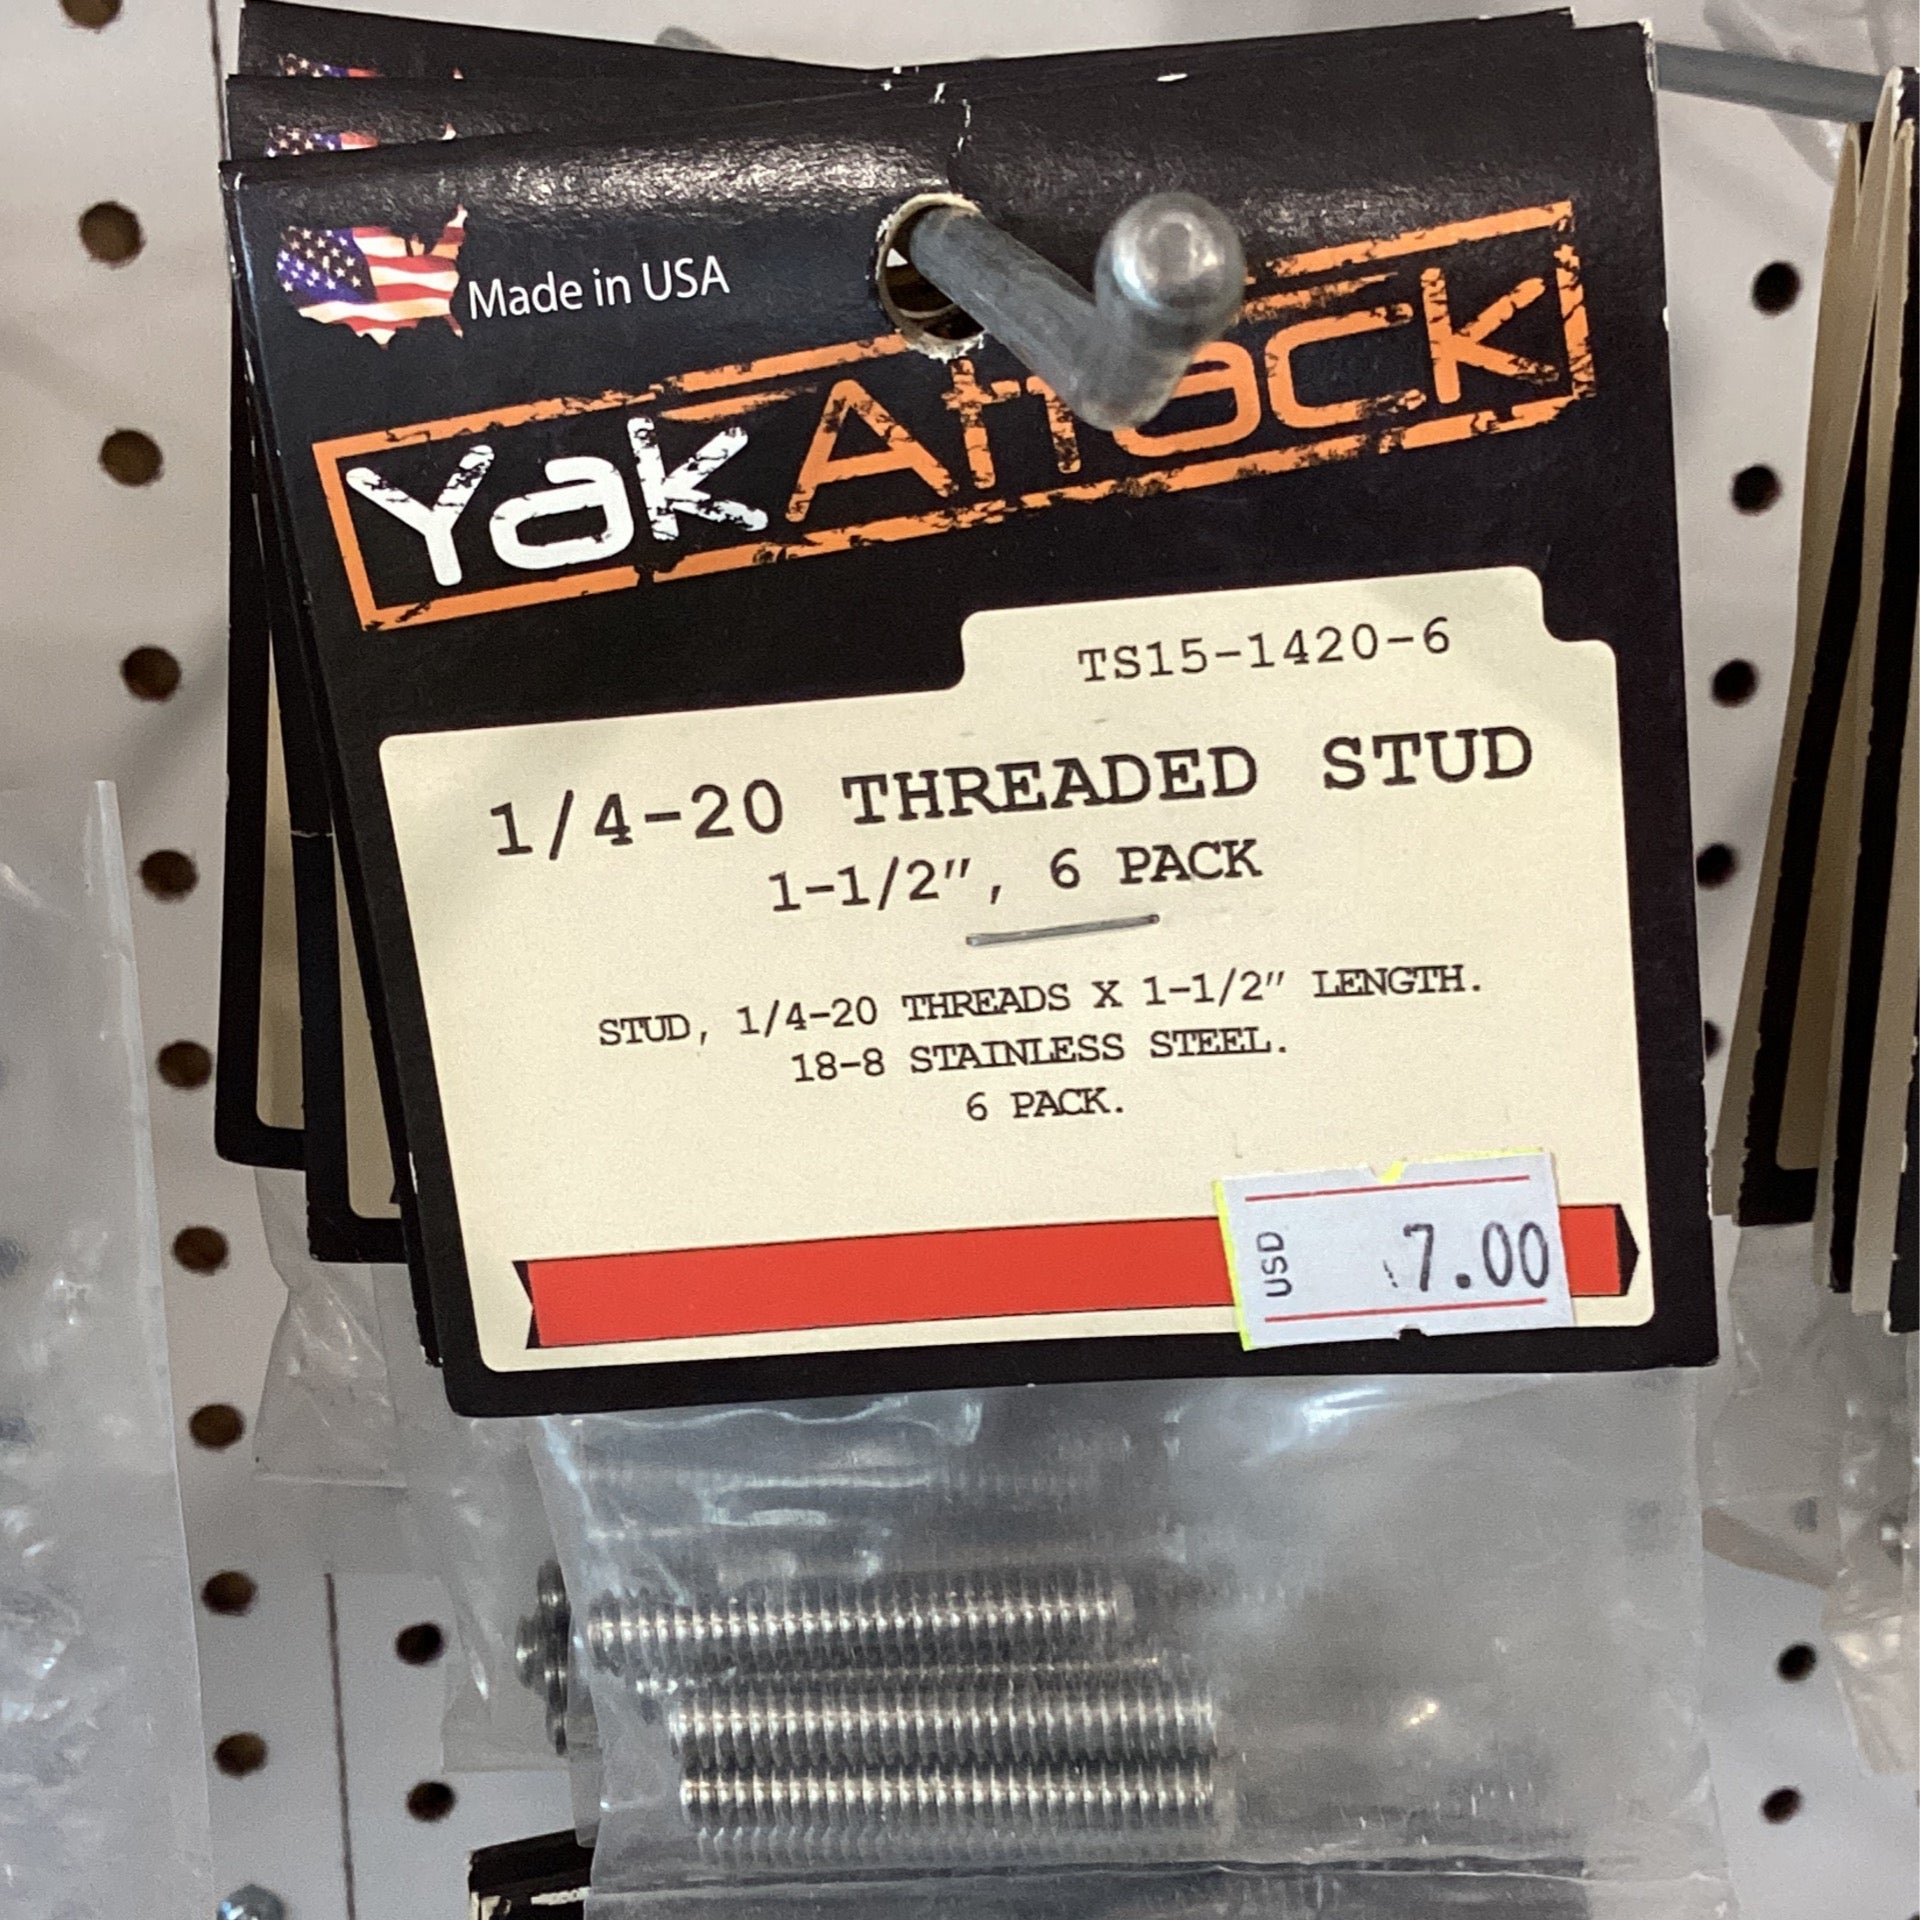 Made in USA
YakAttack
TS15-1420-6
1/4-20 THREADED STUD
1-1/2", 6 PACK
STUD, 1/4-20 THREADS X 1-1/2" LENGTH.
18-8 STAINLESS STEEL.
6 PACK.
USD 7.00